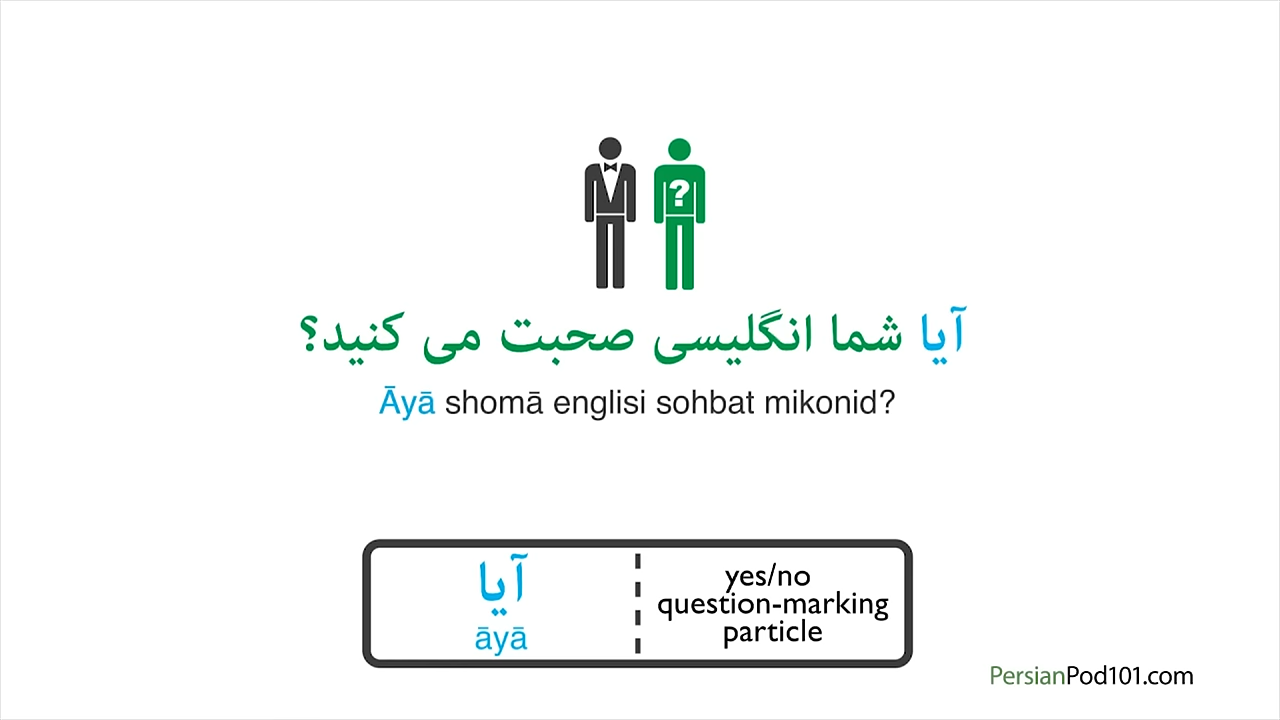 ?
آیا شما انگلیسی صحبت می کنید؟
Āyā shomā englisi sohbat mikonid?
آیا
āyā
yes/no
question-marking
particle
PersianPod101.com